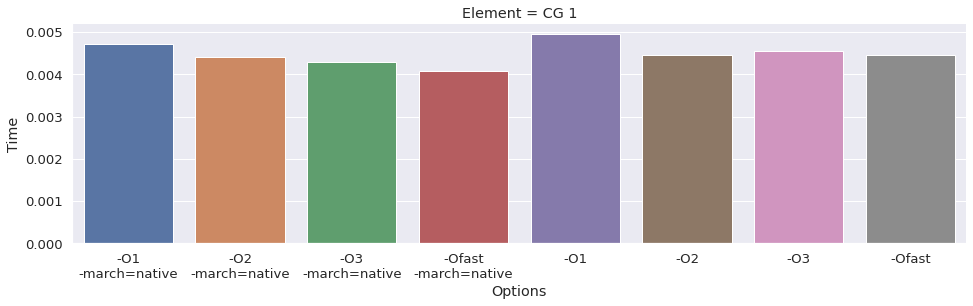 Element = CG 1
Time
0.005
0.004
0.003
0.002
0.001
0.000
-O1
-march=native
-O2
-march=native
-O3
-march=native
-Ofast
-march=native
-O1
-O2
-O3
-Ofast
Options